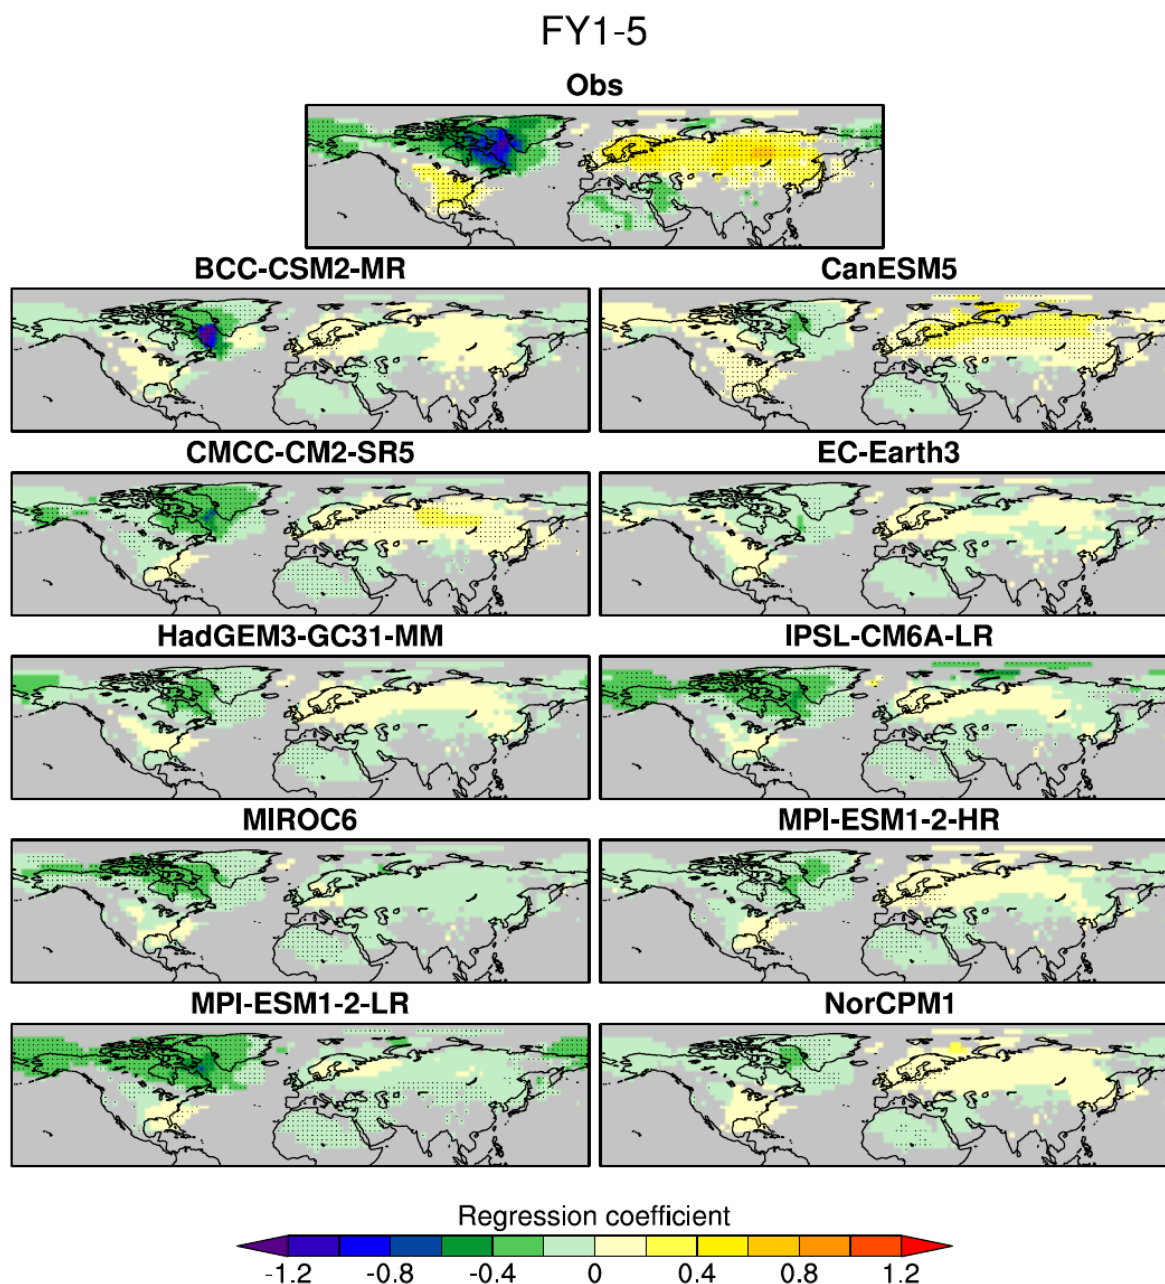 FY1-5
Obs
BCC-CSM2-MR CanESM5
CMCC-CM2-SR5 EC-Earth3
HadGEM3-GC31-MM IPSL-CM6A-LR
MIROC6 MPI-ESM1-2-HR
MPI-ESM1-2-LR NorCPM1
Regression coefficient
-1.2 -0.8 -0.4 0 0.4 0.8 1.2